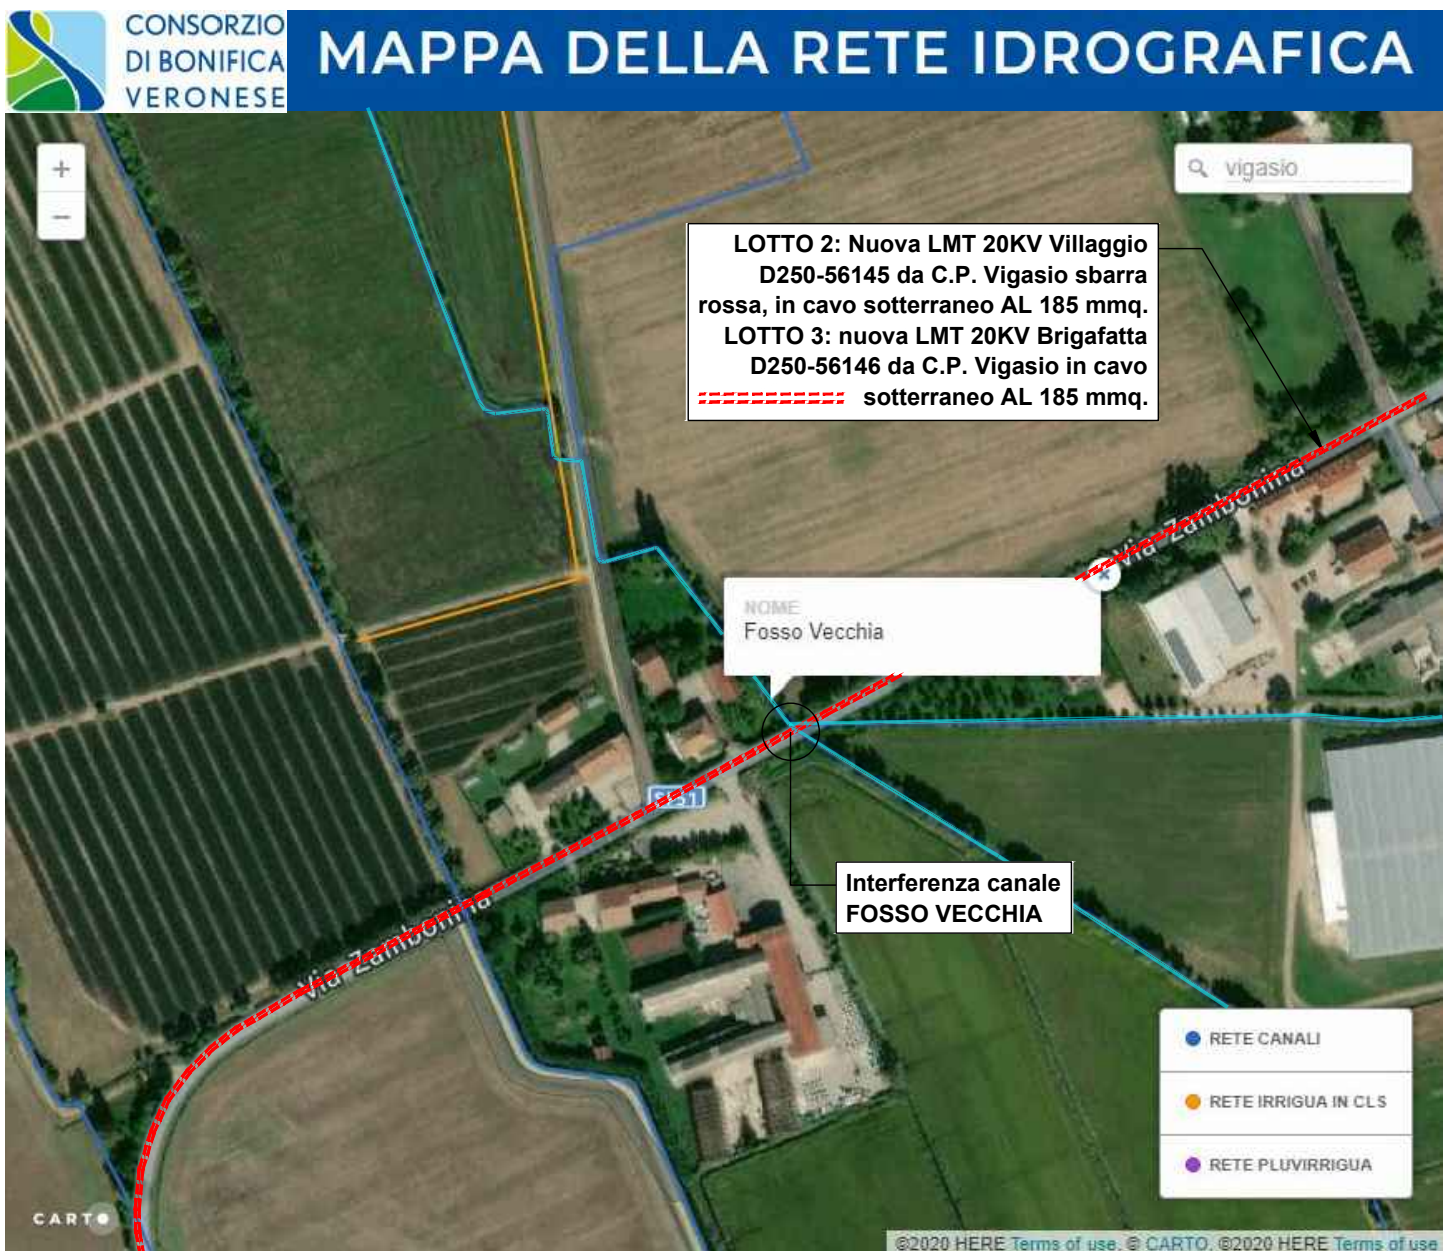 CONSORZIO
DI BONIFICA
VERONESE
MAPPA DELLA RETE IDROGRAFICA
+
−
vigasio
LOTTO 2: Nuova LMT 20KV Villaggio
D250-56145 da C.P. Vigasio sbarra
rossa, in cavo sotterraneo AL 185 mmq.
LOTTO 3: nuova LMT 20KV Brigafatta
D250-56146 da C.P. Vigasio in cavo
sotterraneo AL 185 mmq.
Via Zambonina
NOME
Fosso Vecchia
SP51
Interferenza canale
FOSSO VECCHIA
Via Zambonina
RETE CANALI
RETE IRRIGUA IN CLS
RETE PLUVIRRIGUA
CARTO
©2020 HERE Terms of use, © CARTO, ©2020 HERE Terms of use